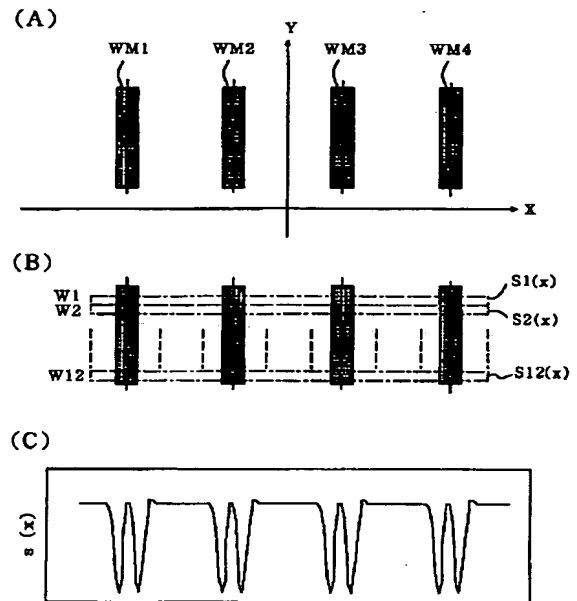 (A)
WM1 WM2 Y WM3 WM4
X
(B)
W1 S1(x)
W2 S2(x)
W12 S12(x)
(C)
s (x)